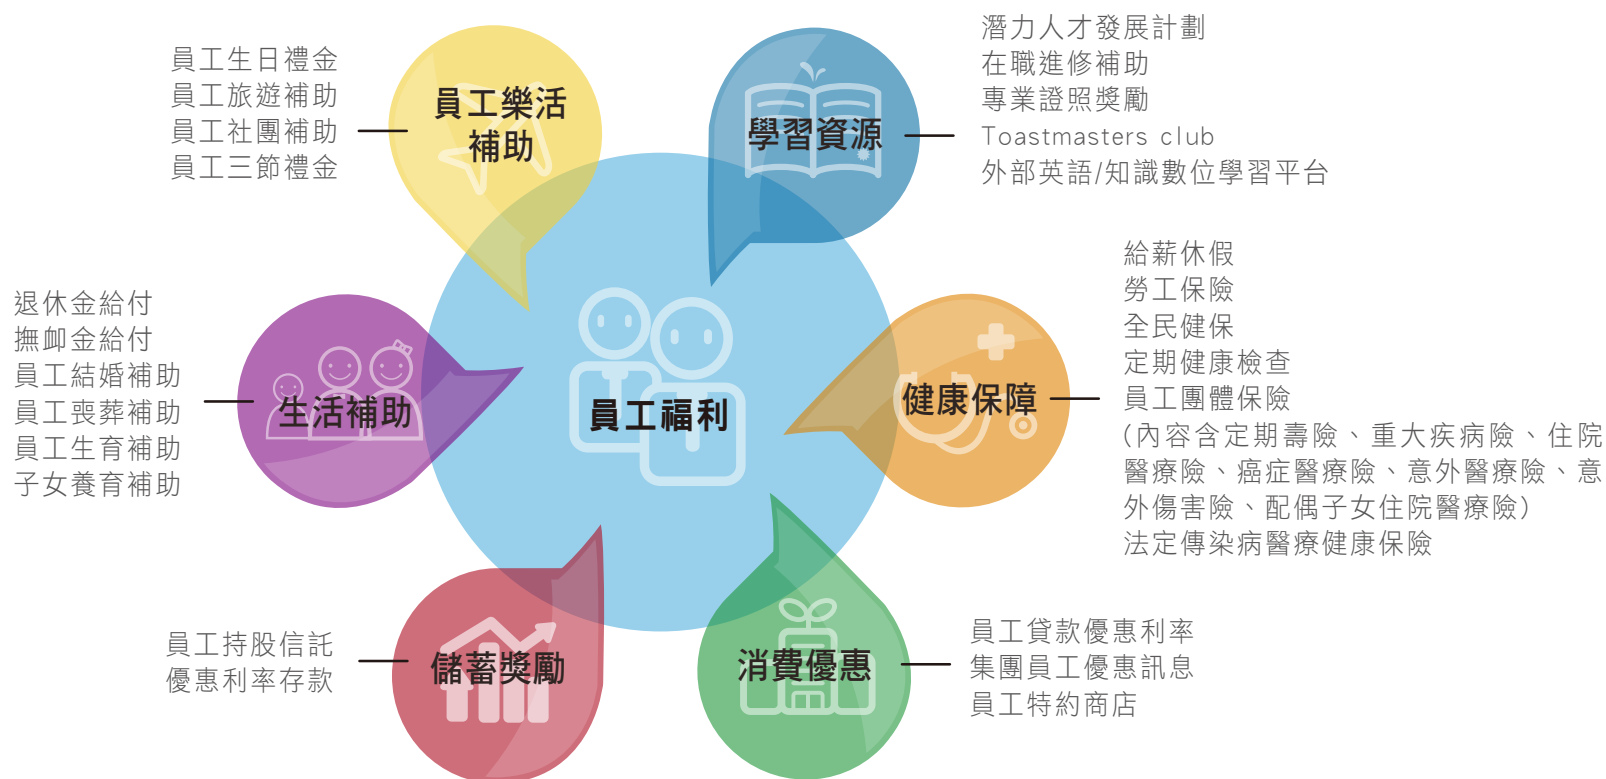 員工生日禮金
員工旅遊補助
員工社團補助
員工三節禮金
員工樂活
補助
學習資源
潛力人才發展計劃
在職進修補助
專業證照獎勵
Toastmasters club
外部英語/知識數位學習平台
退休金給付
撫卹金給付
員工結婚補助
員工喪葬補助
員工生育補助
子女養育補助
生活補助
員工福利
健康保障
給薪休假
勞工保險
全民健保
定期健康檢查
員工團體保險
(內容含定期壽險、重大疾病險、住院
醫療險、癌症醫療險、意外醫療險、意
外傷害險、配偶子女住院醫療險)
法定傳染病醫療健康保險
員工持股信託
優惠利率存款
儲蓄獎勵
消費優惠
員工貸款優惠利率
集團員工優惠訊息
員工特約商店